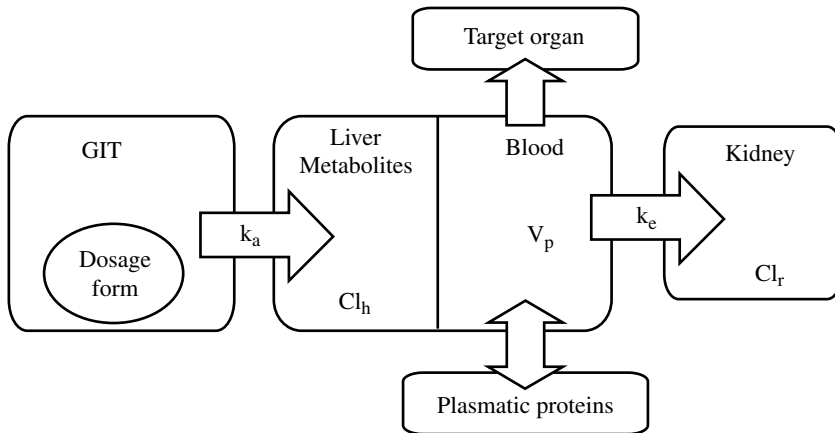 Target organ
GIT
Liver
Metabolites
Blood
Kidney
Dosage
form
kₐ
Vₚ
kₑ
Clₕ
Clᵣ
Plasmatic proteins